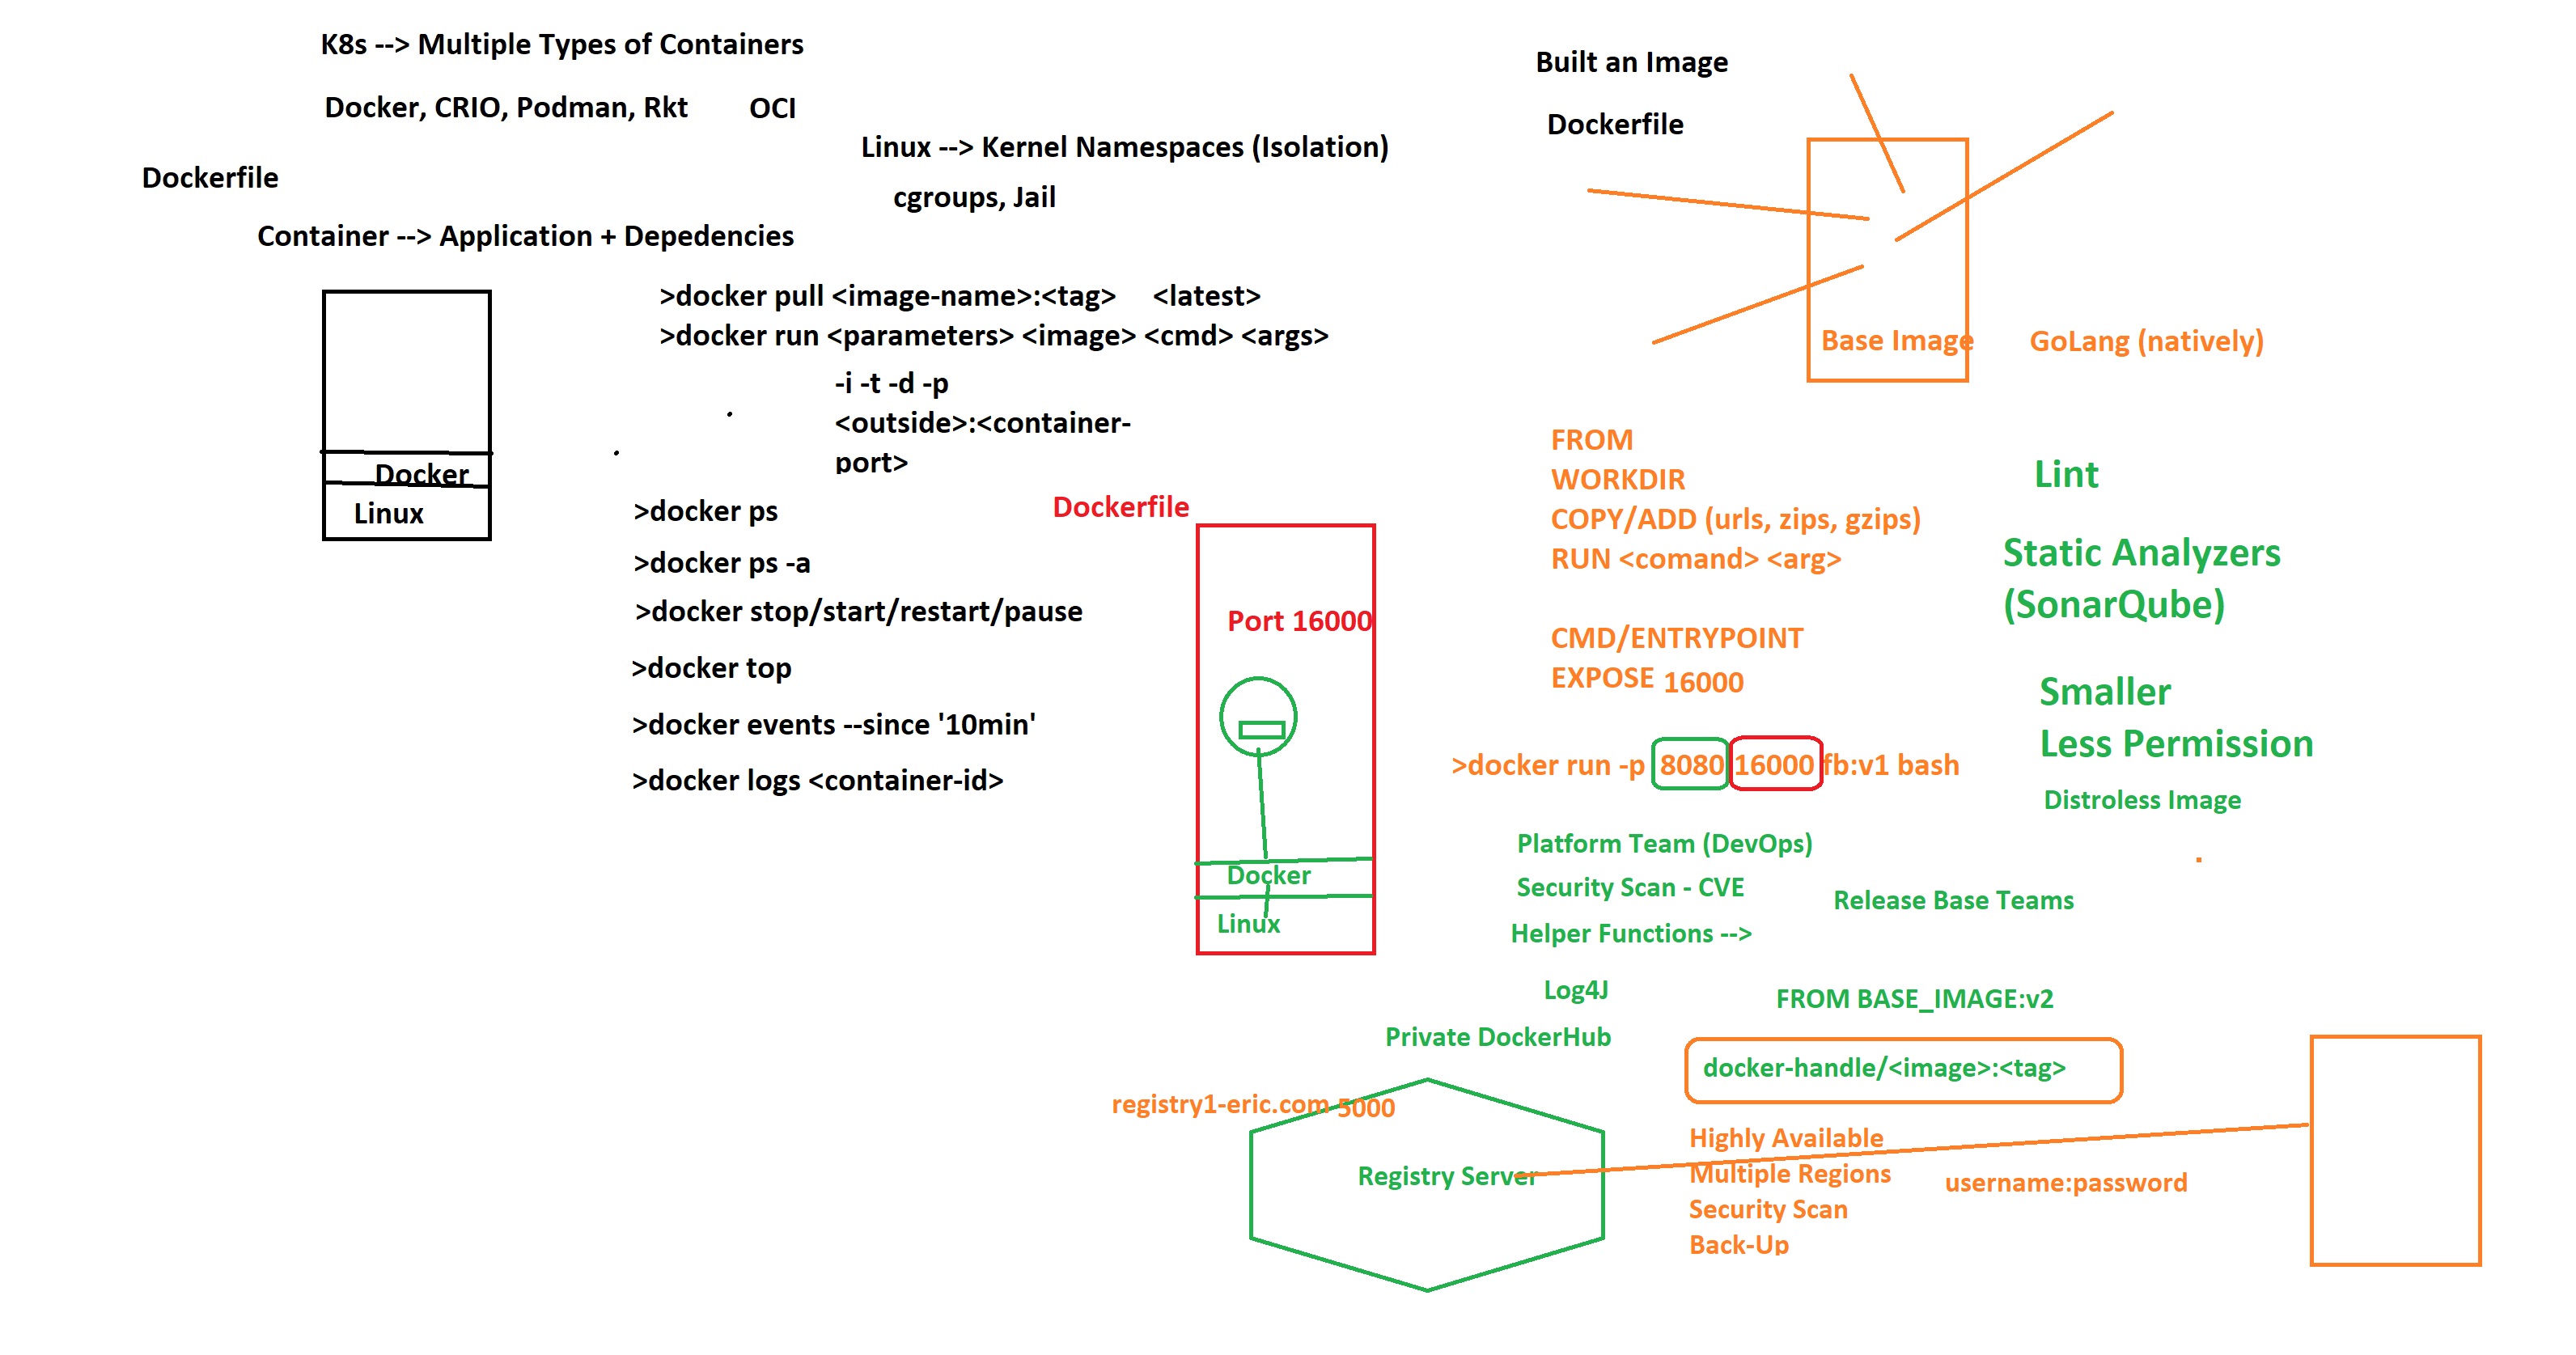 K8s --> Multiple Types of Containers
Docker, CRIO, Podman, Rkt
OCI
Linux --> Kernel Namespaces (Isolation)
cgroups, Jail
Dockerfile
Container --> Application + Depedencies
Docker
Linux
>docker pull <image-name>:<tag>
<latest>
>docker run <parameters> <image> <cmd> <args>
-i -t -d -p
<outside>:<container-
port>
>docker ps
>docker ps -a
>docker stop/start/restart/pause
>docker top
>docker events --since '10min'
>docker logs <container-id>
Dockerfile
Port 16000
Docker
Linux
Built an Image
Dockerfile
Base Image
GoLang (natively)
FROM
WORKDIR
COPY/ADD (urls, zips, gzips)
RUN <comand> <arg>
CMD/ENTRYPOINT
EXPOSE 16000
>docker run -p 8080 16000 fb:v1 bash
Lint
Static Analyzers
(SonarQube)
Smaller
Less Permission
Distroless Image
Platform Team (DevOps)
Security Scan - CVE
Helper Functions -->
Release Base Teams
Log4J
FROM BASE_IMAGE:v2
Private DockerHub
docker-handle/<image>:<tag>
registry1-eric.com 5000
Registry Server
Highly Available
Multiple Regions
Security Scan
Back-Up
username:password